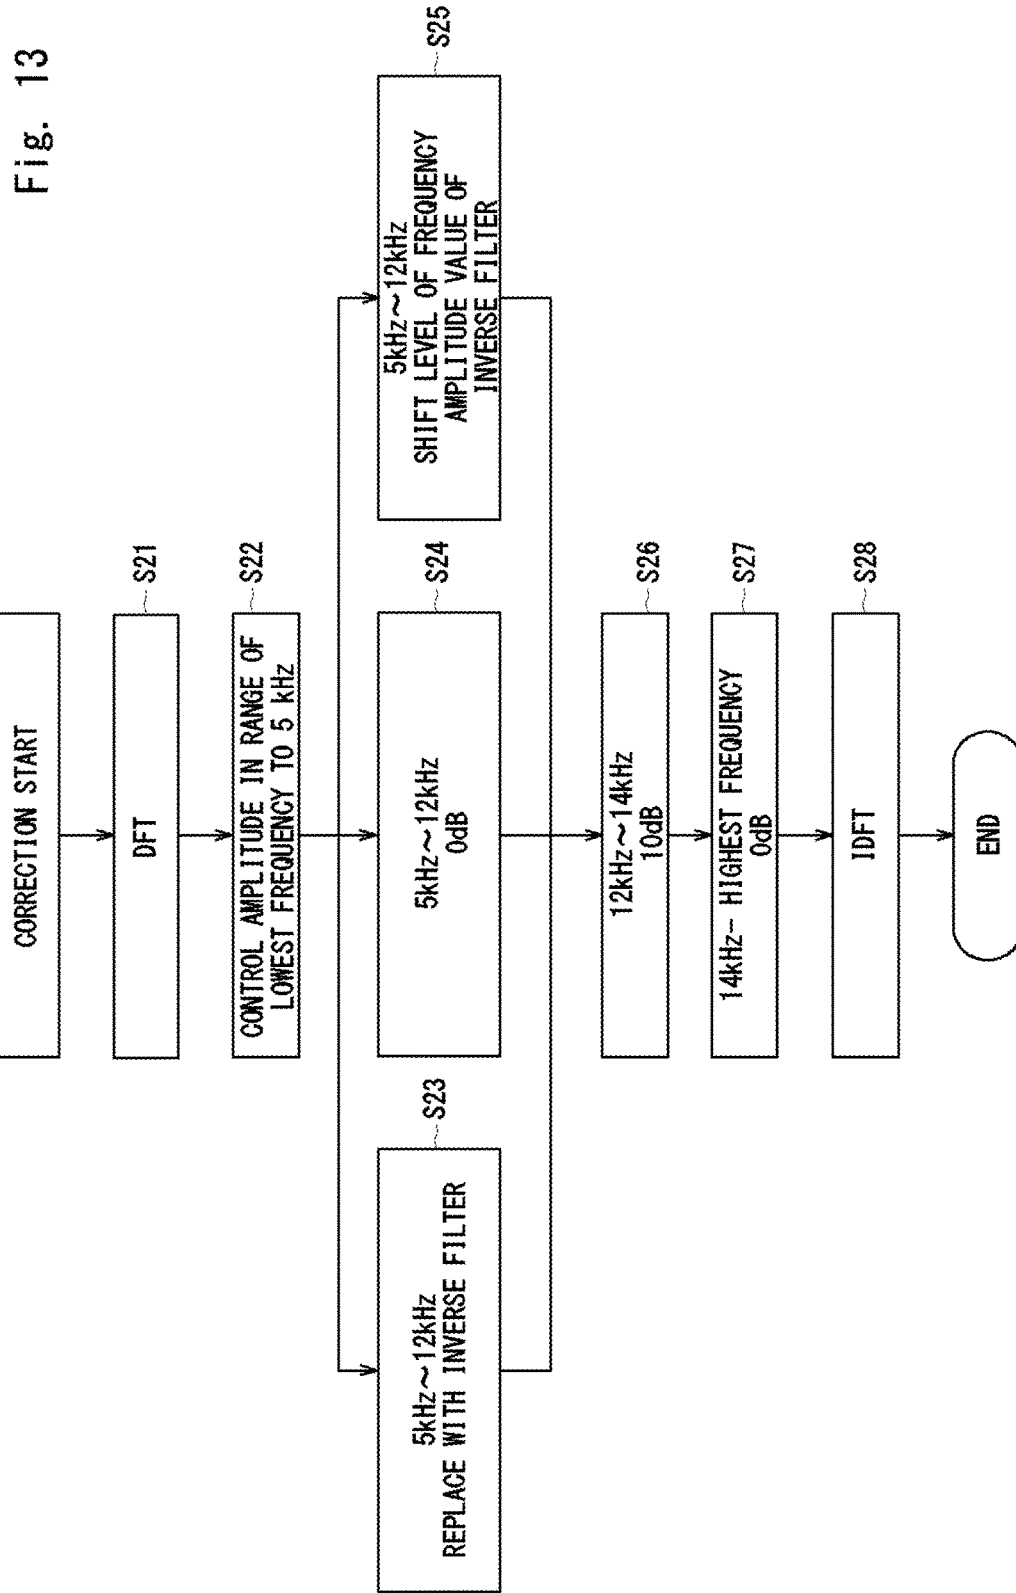 Fig. 13
CORRECTION START
DFT
S21
CONTROL AMPLITUDE IN RANGE OF
LOWEST FREQUENCY TO 5 kHz
S22
5kHz~12kHz
REPLACE WITH INVERSE FILTER
S23
5kHz~12kHz
0dB
S24
5kHz~12kHz
SHIFT LEVEL OF FREQUENCY
AMPLITUDE VALUE OF
INVERSE FILTER
S25
12kHz~14kHz
10dB
S26
14kHz- HIGHEST FREQUENCY
0dB
S27
IDFT
S28
END